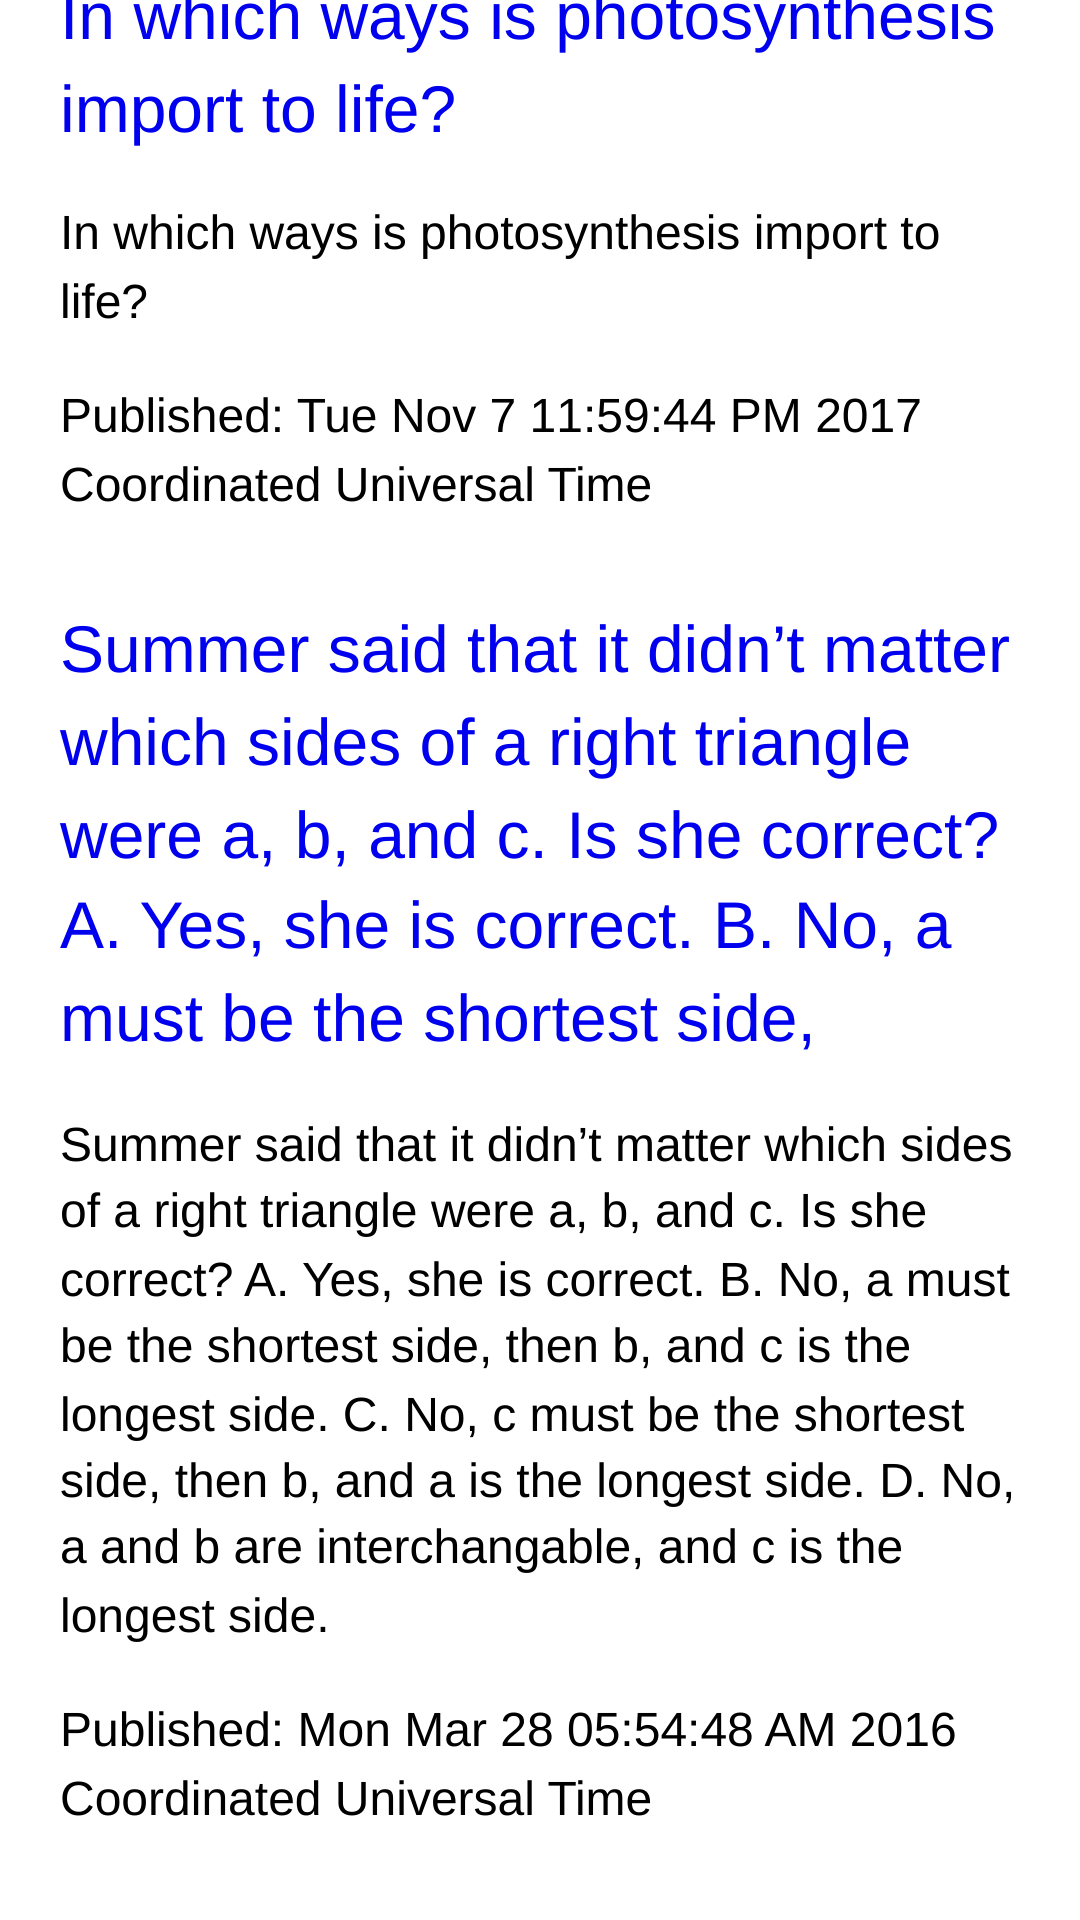 In which ways is photosynthesis
import to life?
In which ways is photosynthesis import to
life?
Published: Tue Nov 7 11:59:44 PM 2017
Coordinated Universal Time
Summer said that it didn’t matter
which sides of a right triangle
were a, b, and c. Is she correct?
A. Yes, she is correct. B. No, a
must be the shortest side,
Summer said that it didn’t matter which sides
of a right triangle were a, b, and c. Is she
correct? A. Yes, she is correct. B. No, a must
be the shortest side, then b, and c is the
longest side. C. No, c must be the shortest
side, then b, and a is the longest side. D. No,
a and b are interchangable, and c is the
longest side.
Published: Mon Mar 28 05:54:48 AM 2016
Coordinated Universal Time